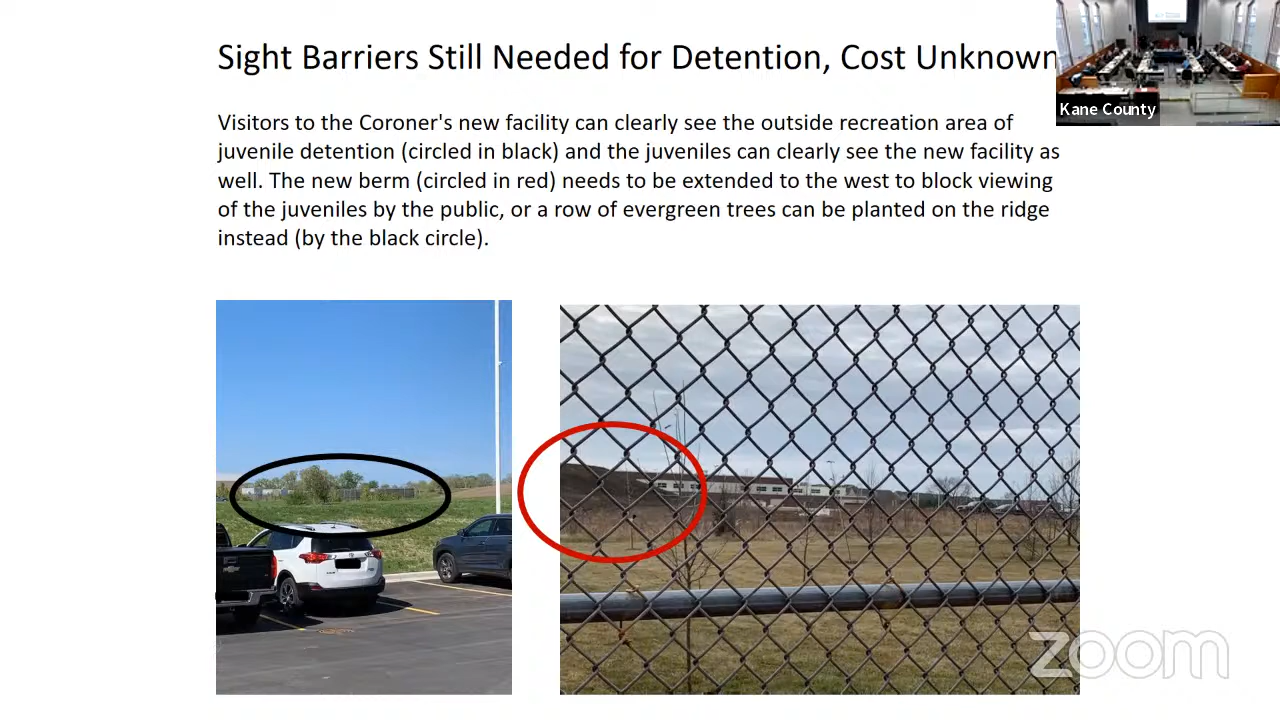 Sight Barriers Still Needed for Detention, Cost Unknown
Kane County
Visitors to the Coroner's new facility can clearly see the outside recreation area of
juvenile detention (circled in black) and the juveniles can clearly see the new facility as
well. The new berm (circled in red) needs to be extended to the west to block viewing
of the juveniles by the public, or a row of evergreen trees can be planted on the ridge
instead (by the black circle).
zoom